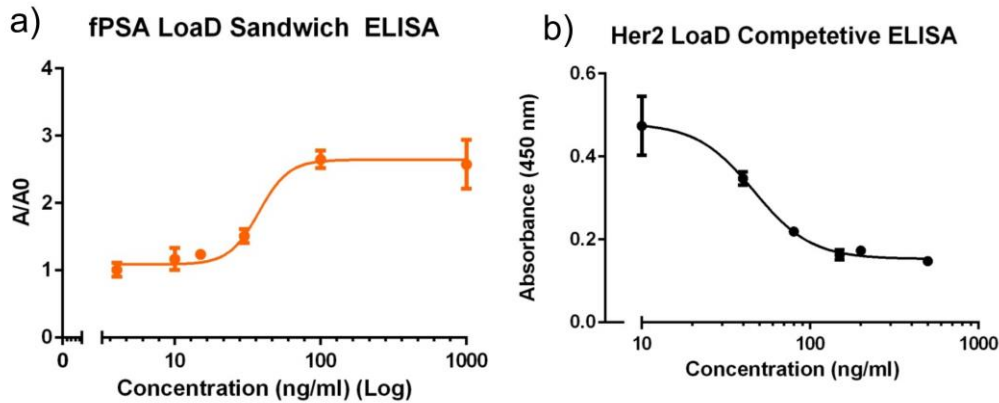 a)
fPSA LoaD Sandwich ELISA
A/A0
4
3
2
1
0
0
10
100
1000
Concentration (ng/ml) (Log)
b)
Her2 LoaD Competetive ELISA
Absorbance (450 nm)
0.6
0.4
0.2
0.0
10
100
1000
Concentration (ng/ml)